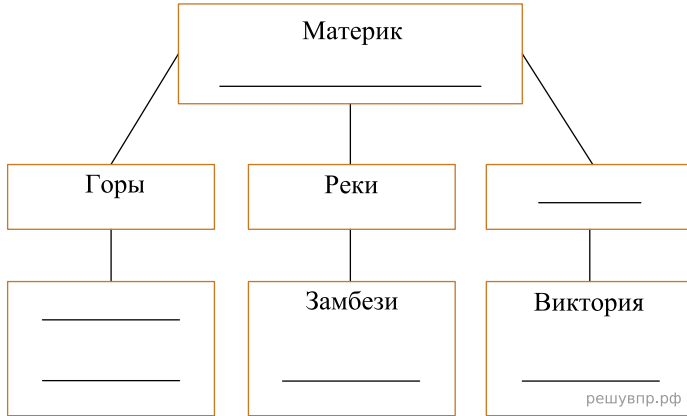 Материк
Горы
Реки
Замбези
Виктория
решувпр.рф